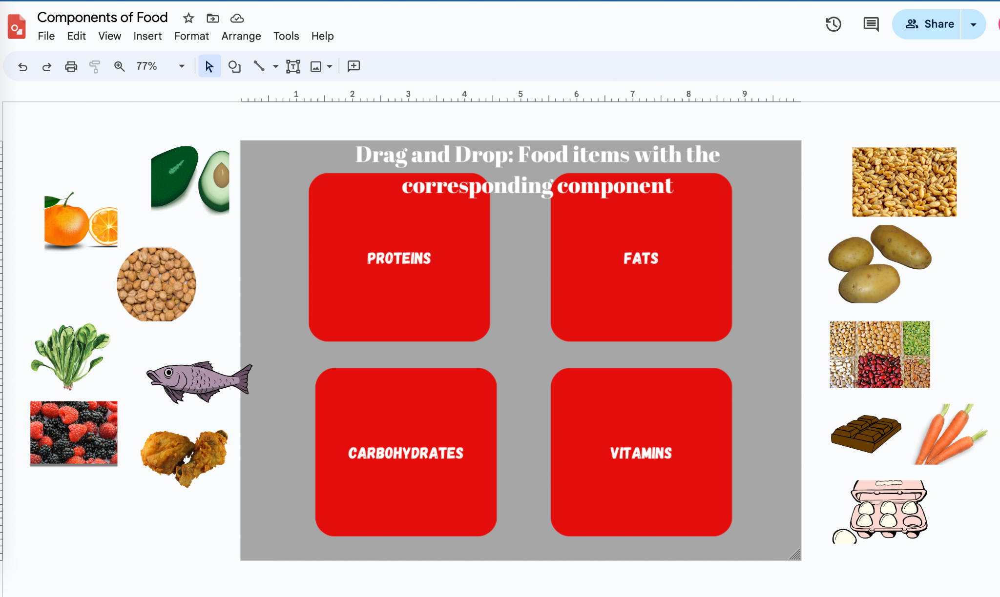 Components of Food
File Edit View Insert Format Arrange Tools Help
Share
77%
1 2 3 4 5 6 7 8 9
Drag and Drop: Food items with the
corresponding component
PROTEINS
FATS
CARBOHYDRATES
VITAMINS